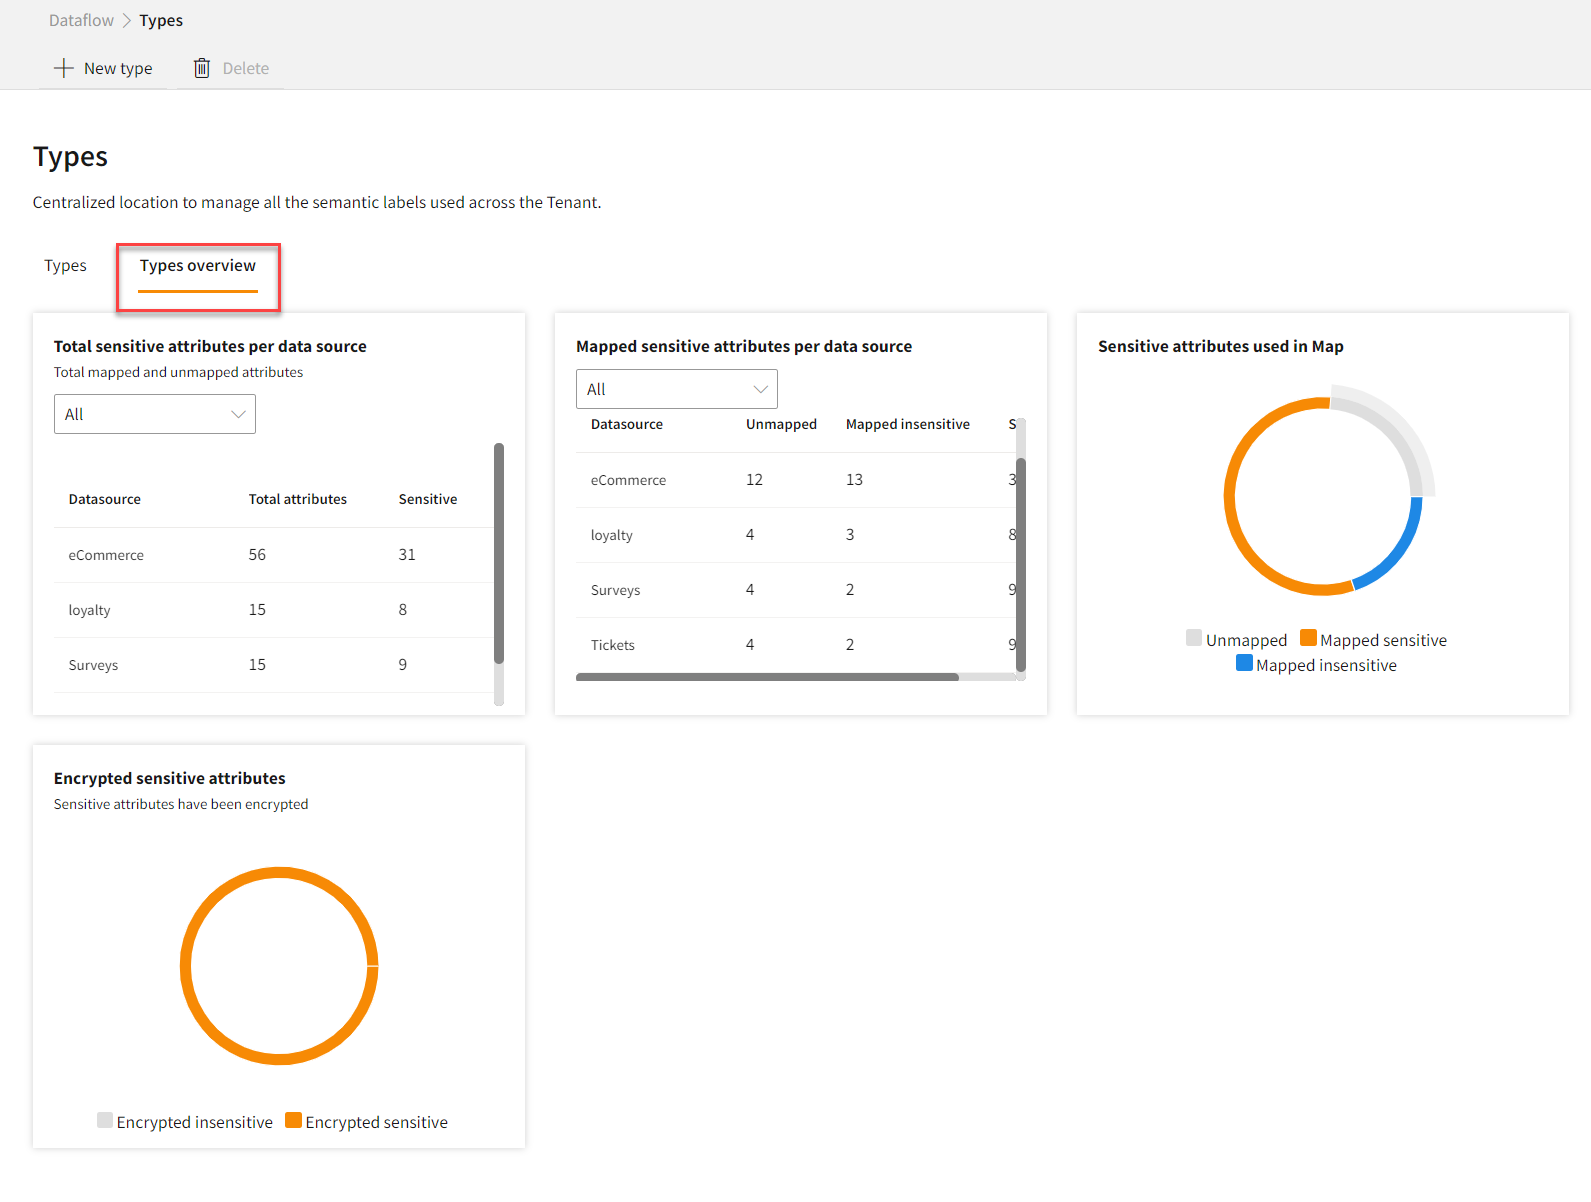 Dataflow > Types
New type
Delete
Types
Centralized location to manage all the semantic labels used across the Tenant.
Types
Types overview
Total sensitive attributes per data source
Total mapped and unmapped attributes
All
Datasource Total attributes Sensitive
eCommerce 56 31
loyalty 15 8
Surveys 15 9
Mapped sensitive attributes per data source
All
Datasource Unmapped Mapped insensitive S
eCommerce 12 13 3
loyalty 4 3 8
Surveys 4 2 9
Tickets 4 2 9
Sensitive attributes used in Map
Unmapped Mapped sensitive
Mapped insensitive
Encrypted sensitive attributes
Sensitive attributes have been encrypted
Encrypted insensitive Encrypted sensitive